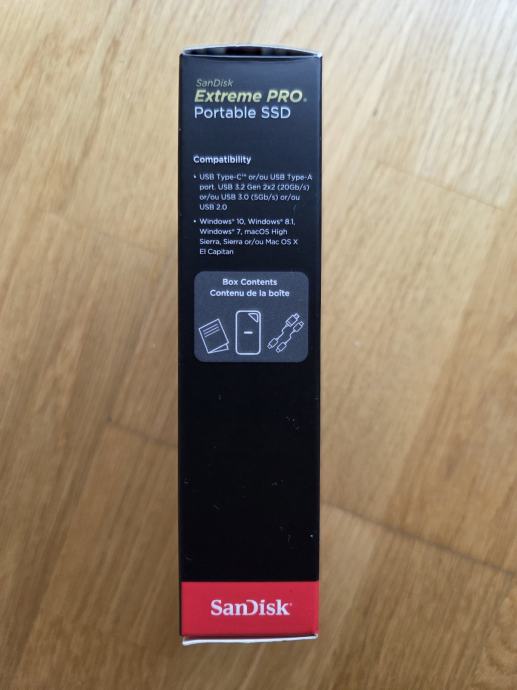 SanDisk
Extreme PRO®
Portable SSD
Compatibility
• USB Type-C™ or/ou USB Type-A
port. USB 3.2 Gen 2x2 (20Gb/s)
or/ou USB 3.0 (5Gb/s) or/ou
USB 2.0
• Windows® 10, Windows® 8.1,
Windows® 7, macOS High
Sierra, Sierra or/ou Mac OS X
El Capitan
Box Contents
Contenu de la boîte
SanDisk®